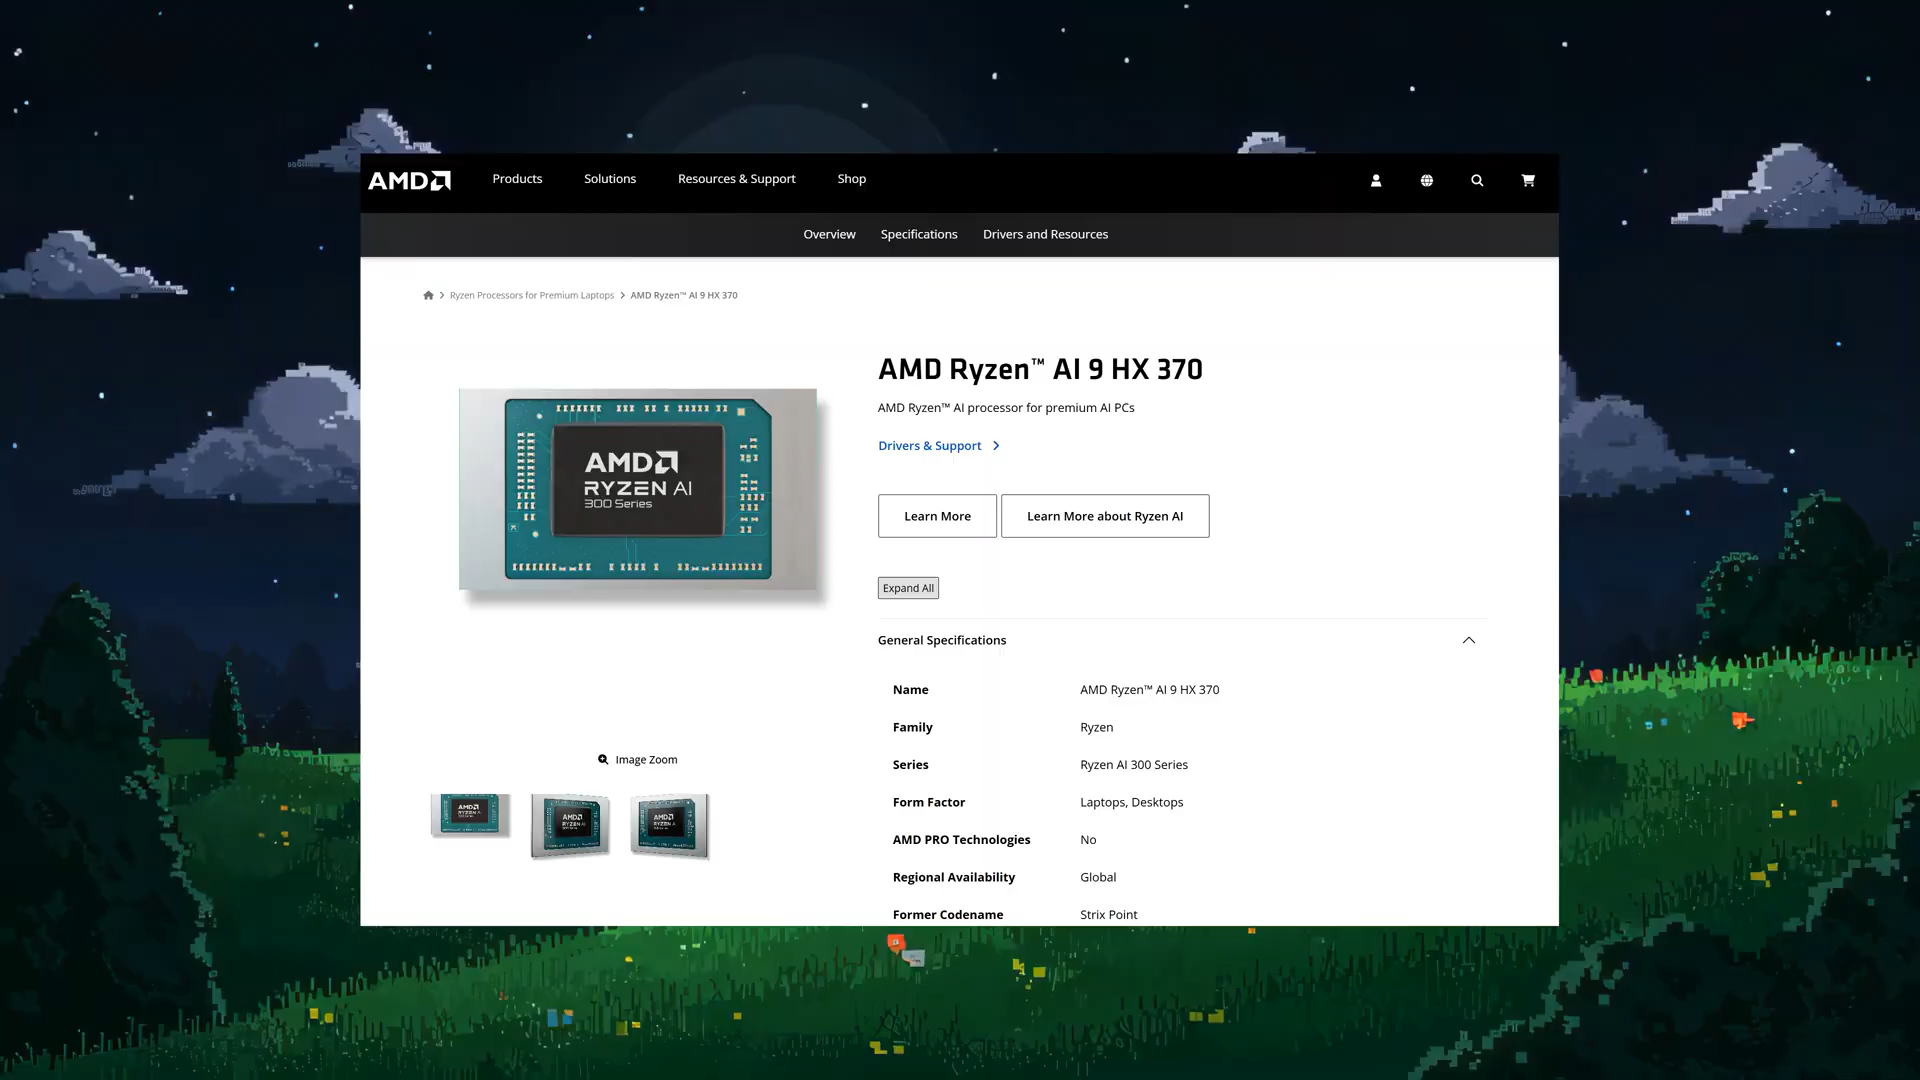 AMD
Products
Solutions
Resources & Support
Shop
Overview
Specifications
Drivers and Resources
Ryzen Processors for Premium Laptops
AMD Ryzen™ AI 9 HX 370
AMD
RYZEN AI
300 Series
Image Zoom
AMD Ryzen™ AI 9 HX 370
AMD Ryzen™ AI processor for premium AI PCs
Drivers & Support
Learn More
Learn More about Ryzen AI
Expand All
General Specifications
Name AMD Ryzen™ AI 9 HX 370
Family Ryzen
Series Ryzen AI 300 Series
Form Factor Laptops, Desktops
AMD PRO Technologies No
Regional Availability Global
Former Codename Strix Point